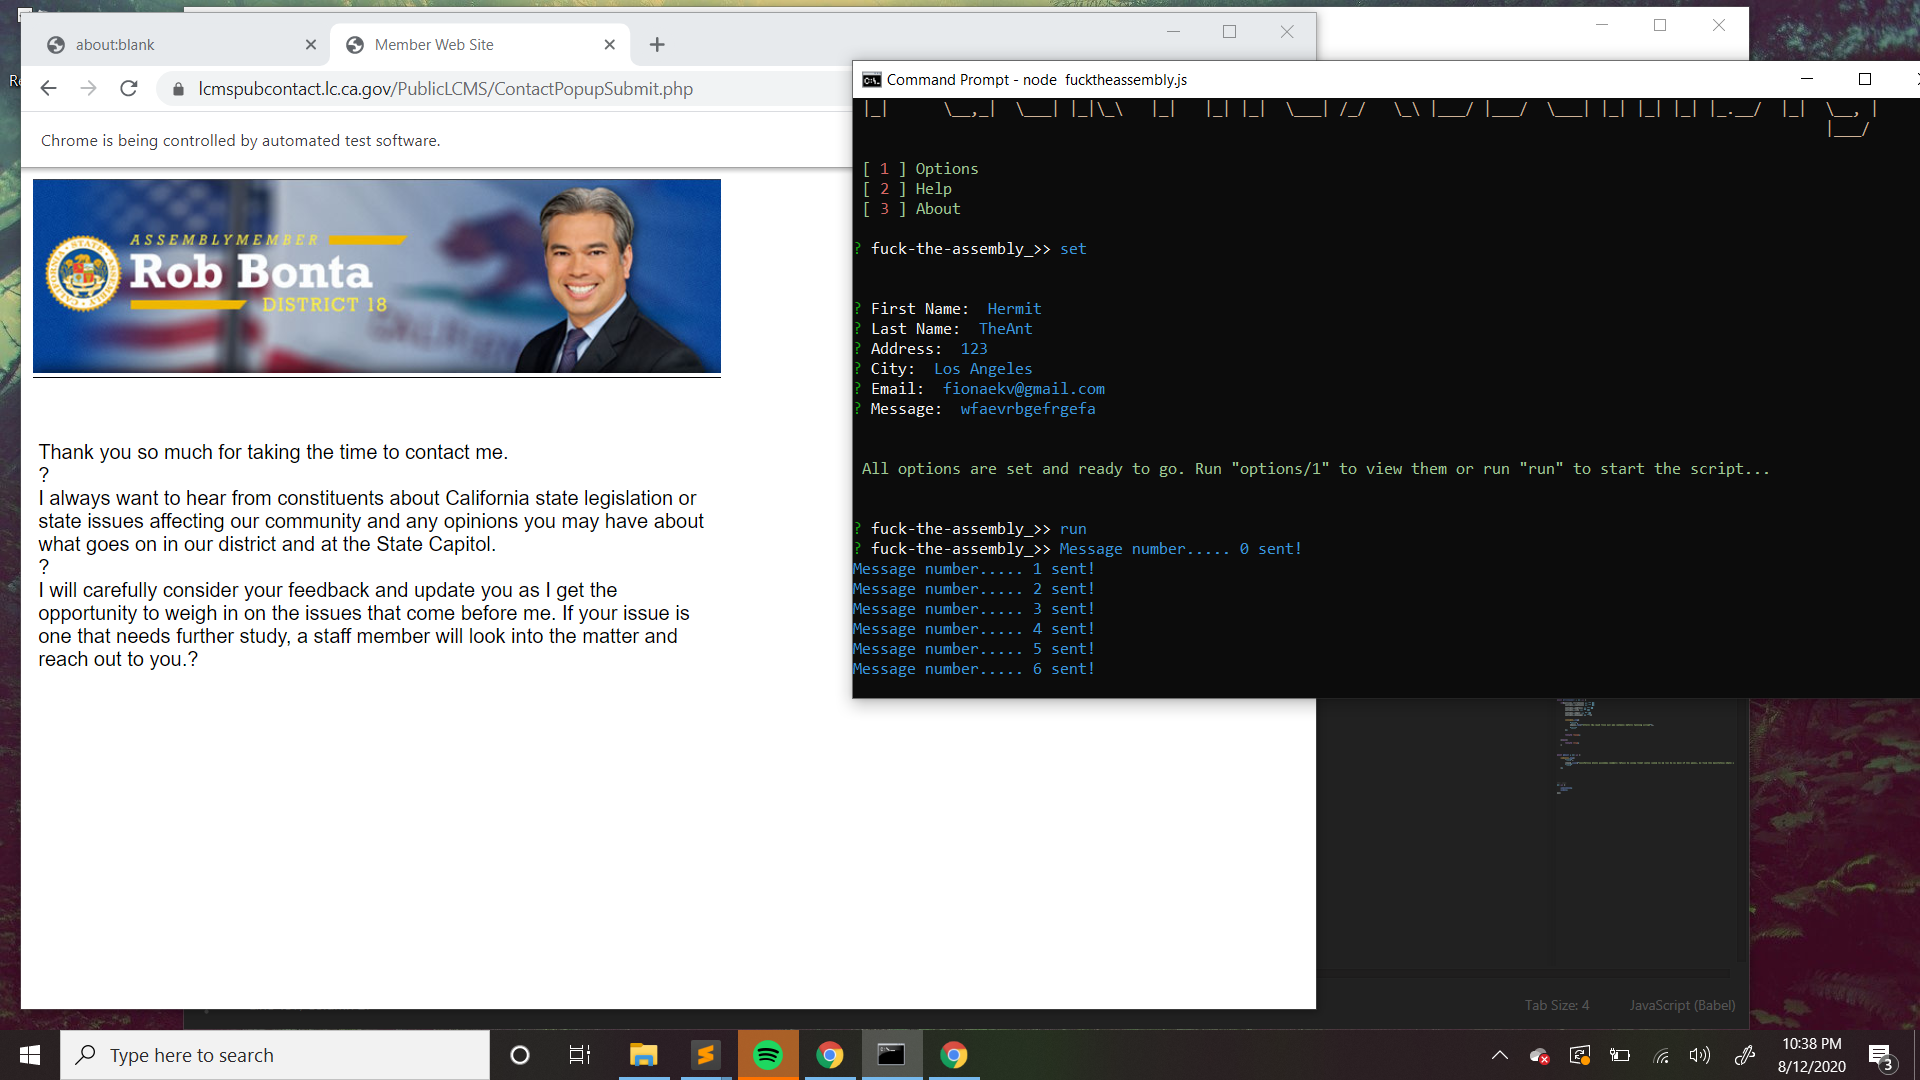 about:blank
Member Web Site
lcmspubcontact.lc.ca.gov/PublicLCMS/ContactPopupSubmit.php
Chrome is being controlled by automated test software.
ASSEMBLYMEMBER
Rob Bonta
DISTRICT 18
Thank you so much for taking the time to contact me.
?
I always want to hear from constituents about California state legislation or
state issues affecting our community and any opinions you may have about
what goes on in our district and at the State Capitol.
?
I will carefully consider your feedback and update you as I get the
opportunity to weigh in on the issues that come before me. If your issue is
one that needs further study, a staff member will look into the matter and
reach out to you.?
Command Prompt - node  fucktheassembly.js
[ 1 ] Options
[ 2 ] Help
[ 3 ] About
? fuck-the-assembly_>> set
? First Name:  Hermit
? Last Name:  TheAnt
? Address:  123
? City:  Los Angeles
? Email:  fionaekv@gmail.com
? Message:  wfaevrbgefrgefa
All options are set and ready to go. Run "options/1" to view them or run "run" to start the script...
? fuck-the-assembly_>> run
? fuck-the-assembly_>> Message number..... 0 sent!
Message number..... 1 sent!
Message number..... 2 sent!
Message number..... 3 sent!
Message number..... 4 sent!
Message number..... 5 sent!
Message number..... 6 sent!
Tab Size: 4
JavaScript (Babel)
Type here to search
10:38 PM
8/12/2020
3